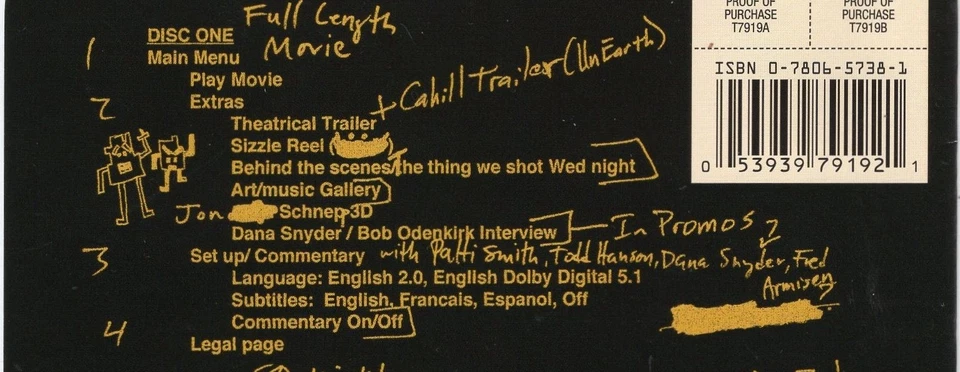 Full Length
Movie
1 DISC ONE
Main Menu
Play Movie
2 Extras
+ Cahill Trailer (UnEarth)
Theatrical Trailer
Sizzle Reel
Behind the scenes/the thing we shot Wed night
Art/music Gallery
Jon Schnepp 3D
Dana Snyder / Bob Odenkirk Interview In Promos?
3 Set up/ Commentary with Patti Smith, Todd Hanson, Dana Snyder, Fred
Armisen
Language: English 2.0, English Dolby Digital 5.1
Subtitles: English, Francais, Espanol, Off
Commentary On/Off
4 Legal page
PROOF OF
PURCHASE
T7919A
PROOF OF
PURCHASE
T7919B
ISBN 0-7806-5738-1
0 53939 79192 1